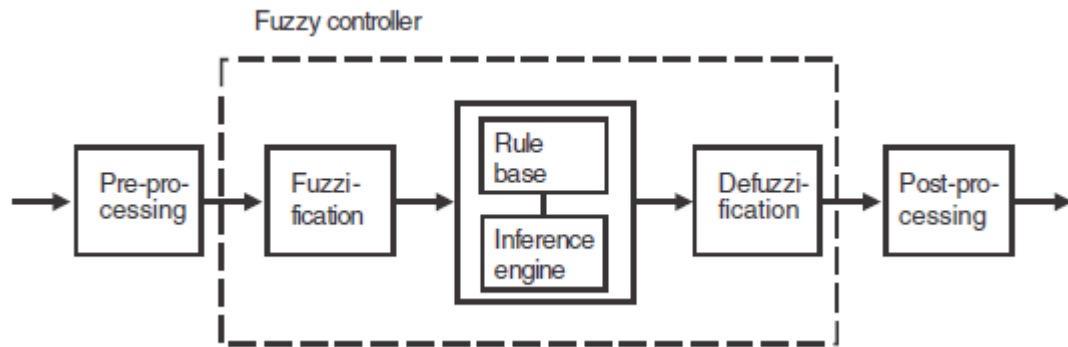 Fuzzy controller
Pre-pro-
cessing
Fuzzi-
fication
Rule
base
Inference
engine
Defuzzi-
fication
Post-pro-
cessing